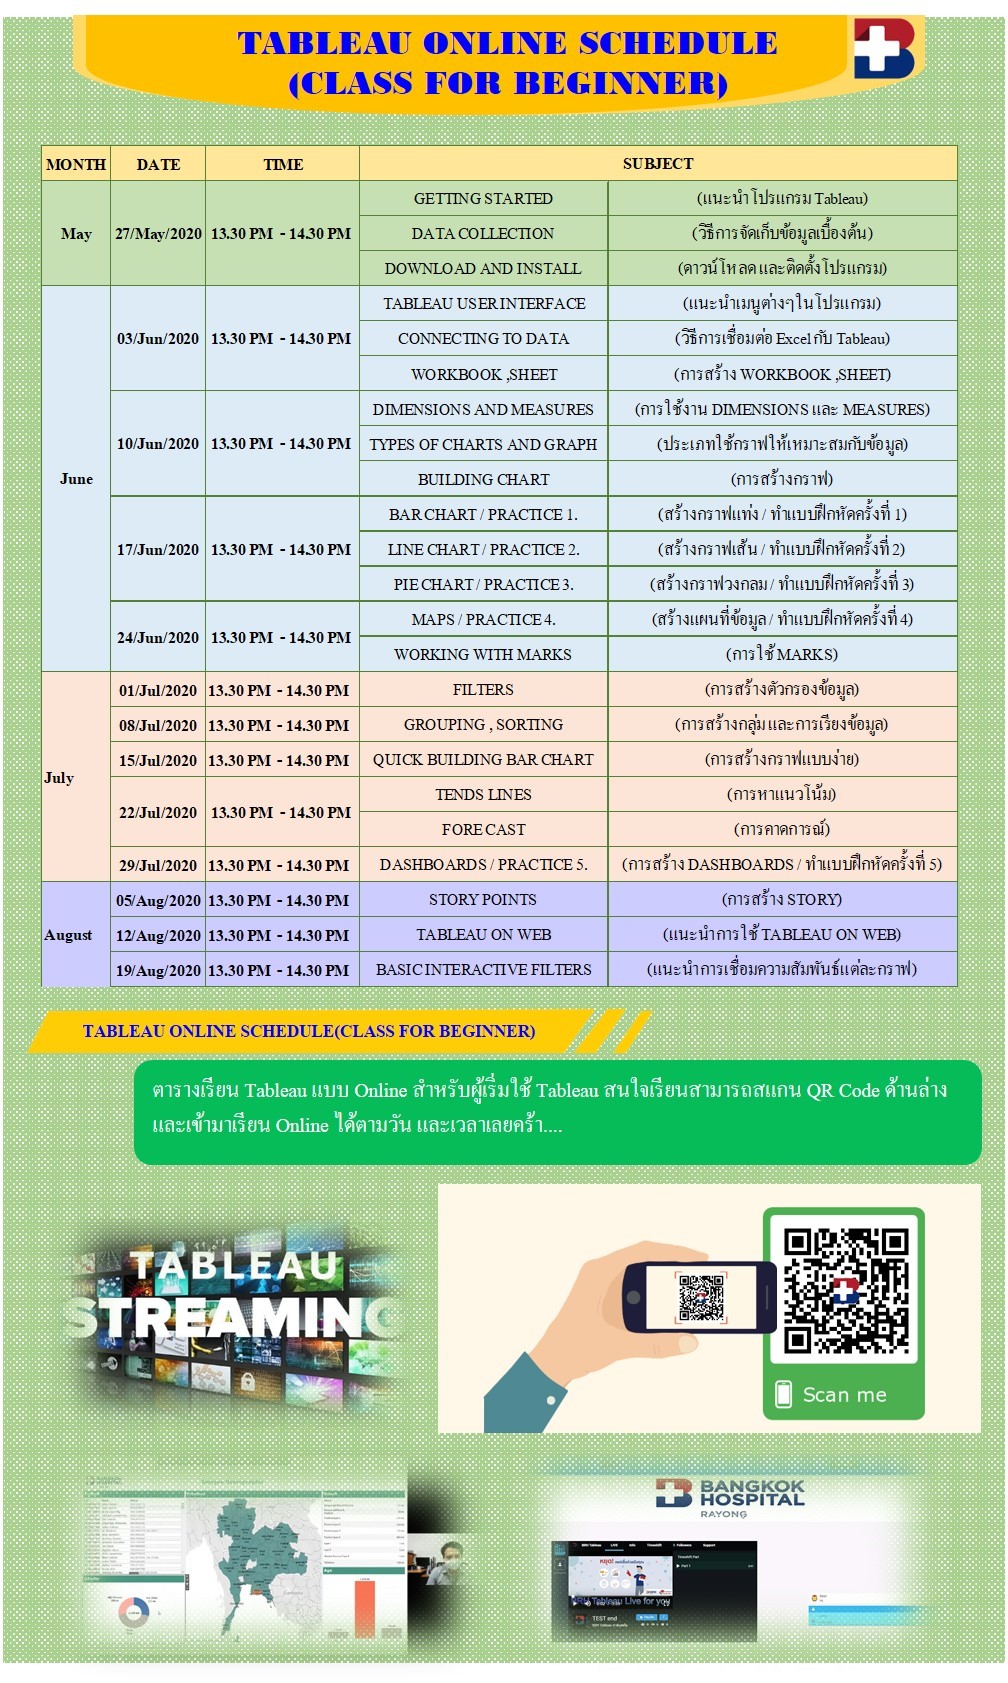 TABLEAU ONLINE SCHEDULE
(CLASS FOR BEGINNER)
MONTH DATE TIME SUBJECT
May 27/May/2020 13.30 PM - 14.30 PM
GETTING STARTED (แนะนำโปรแกรม Tableau)
DATA COLLECTION (วิธีการจัดเก็บข้อมูลเบื้องต้น)
DOWNLOAD AND INSTALL (ดาวน์โหลดและติดตั้งโปรแกรม)
June
03/Jun/2020 13.30 PM - 14.30 PM
TABLEAU USER INTERFACE (แนะนำเมนูต่างๆในโปรแกรม)
CONNECTING TO DATA (วิธีการเชื่อมต่อ Excel กับ Tableau)
WORKBOOK ,SHEET (การสร้าง WORKBOOK ,SHEET)
10/Jun/2020 13.30 PM - 14.30 PM
DIMENSIONS AND MEASURES (การใช้งาน DIMENSIONS และ MEASURES)
TYPES OF CHARTS AND GRAPH (ประเภทใช้กราฟให้เหมาะสมกับข้อมูล)
BUILDING CHART (การสร้างกราฟ)
17/Jun/2020 13.30 PM - 14.30 PM
BAR CHART / PRACTICE 1. (สร้างกราฟแท่ง / ทำแบบฝึกหัดครั้งที่ 1)
LINE CHART / PRACTICE 2. (สร้างกราฟเส้น / ทำแบบฝึกหัดครั้งที่ 2)
PIE CHART / PRACTICE 3. (สร้างกราฟวงกลม / ทำแบบฝึกหัดครั้งที่ 3)
24/Jun/2020 13.30 PM - 14.30 PM
MAPS / PRACTICE 4. (สร้างแผนที่ข้อมูล / ทำแบบฝึกหัดครั้งที่ 4)
WORKING WITH MARKS (การใช้ MARKS)
July
01/Jul/2020 13.30 PM - 14.30 PM FILTERS (การสร้างตัวกรองข้อมูล)
08/Jul/2020 13.30 PM - 14.30 PM GROUPING , SORTING (การสร้างกลุ่มและการเรียงข้อมูล)
15/Jul/2020 13.30 PM - 14.30 PM QUICK BUILDING BAR CHART (การสร้างกราฟแบบง่าย)
22/Jul/2020 13.30 PM - 14.30 PM
TENDS LINES (การหาแนวโน้ม)
FORE CAST (การคาดการณ์)
29/Jul/2020 13.30 PM - 14.30 PM DASHBOARDS / PRACTICE 5. (การสร้าง DASHBOARDS / ทำแบบฝึกหัดครั้งที่ 5)
August
05/Aug/2020 13.30 PM - 14.30 PM STORY POINTS (การสร้าง STORY)
12/Aug/2020 13.30 PM - 14.30 PM TABLEAU ON WEB (แนะนำการใช้ TABLEAU ON WEB)
19/Aug/2020 13.30 PM - 14.30 PM BASIC INTERACTIVE FILTERS (แนะนำการเชื่อมความสัมพันธ์แต่ละกราฟ)
TABLEAU ONLINE SCHEDULE(CLASS FOR BEGINNER)
ตารางเรียน Tableau แบบ Online สำหรับผู้เริ่มใช้ Tableau สนใจเรียนสามารถสแกน QR Code ด้านล่าง
และเข้ามาเรียน Online ได้ตามวัน และเวลาเลยคร้า....
TABLEAU
STREAMING
Scan me
BANGKOK
HOSPITAL
RAYONG
Tableau Live for you
TEST end